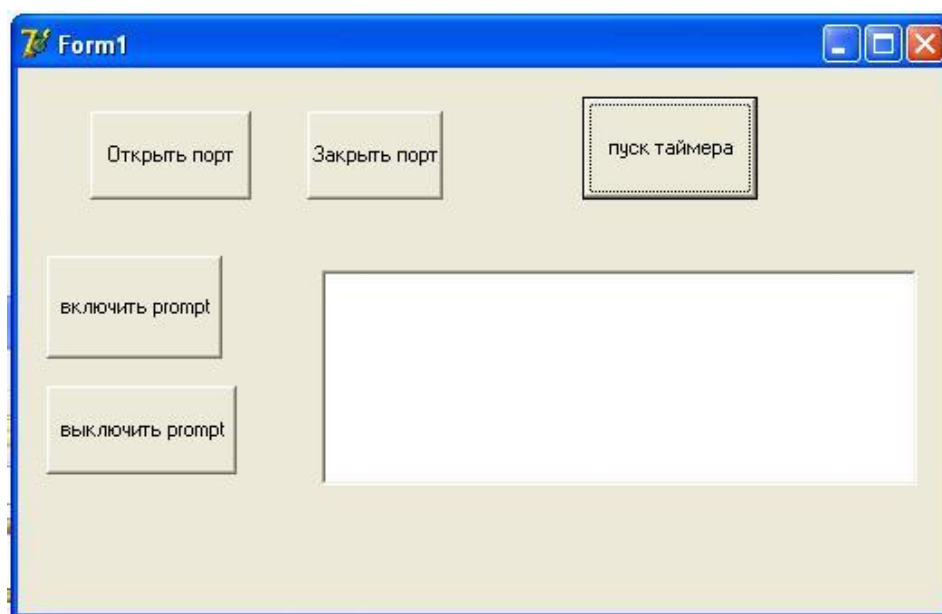 Form1
Открыть порт
Закрыть порт
пуск таймера
включить prompt
выключить prompt